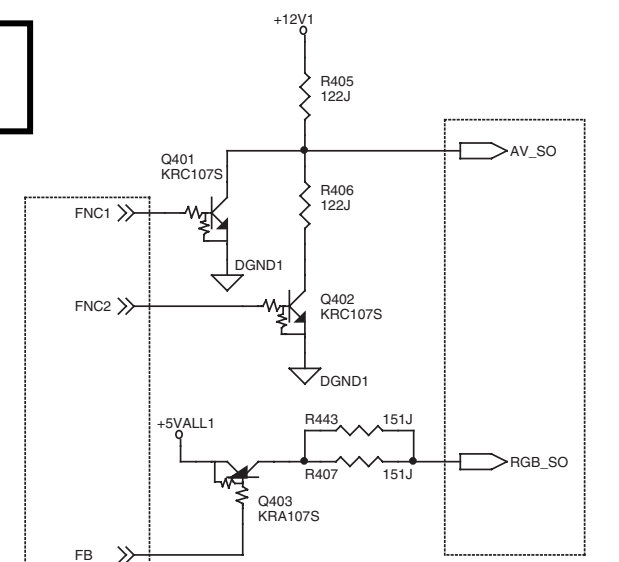 +12V1
R405
122J
AV_SO
Q401
KRC107S
R406
122J
FNC1
DGND1
Q402
KRC107S
FNC2
DGND1
+5VALL1
R443 151J
RGB_SO
R407 151J
Q403
KRA107S
FB